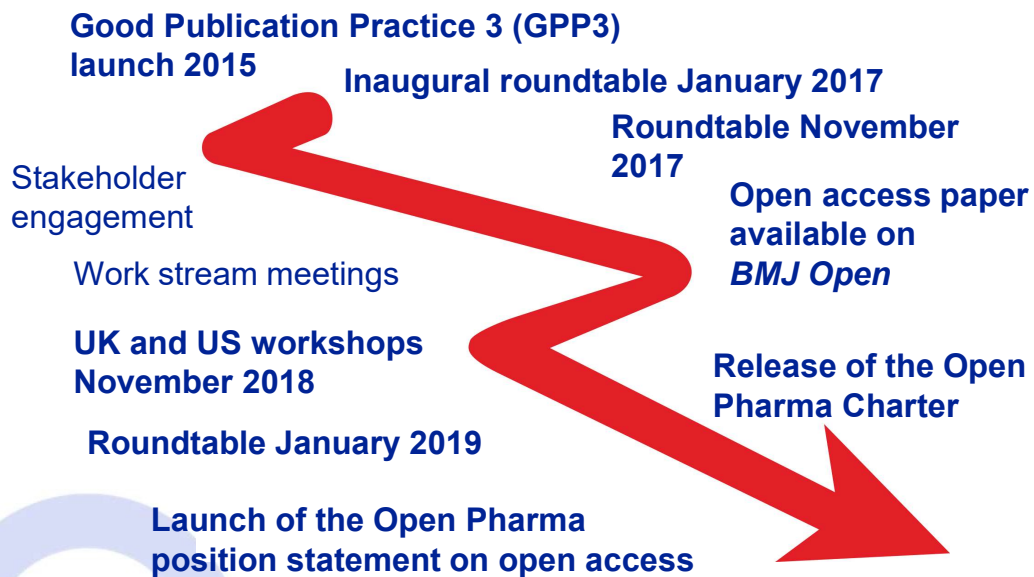 Good Publication Practice 3 (GPP3)
launch 2015
Inaugural roundtable January 2017
Roundtable November
2017
Stakeholder
engagement
Open access paper
available on
BMJ Open
Work stream meetings
UK and US workshops
November 2018
Release of the Open
Pharma Charter
Roundtable January 2019
Launch of the Open Pharma
position statement on open access